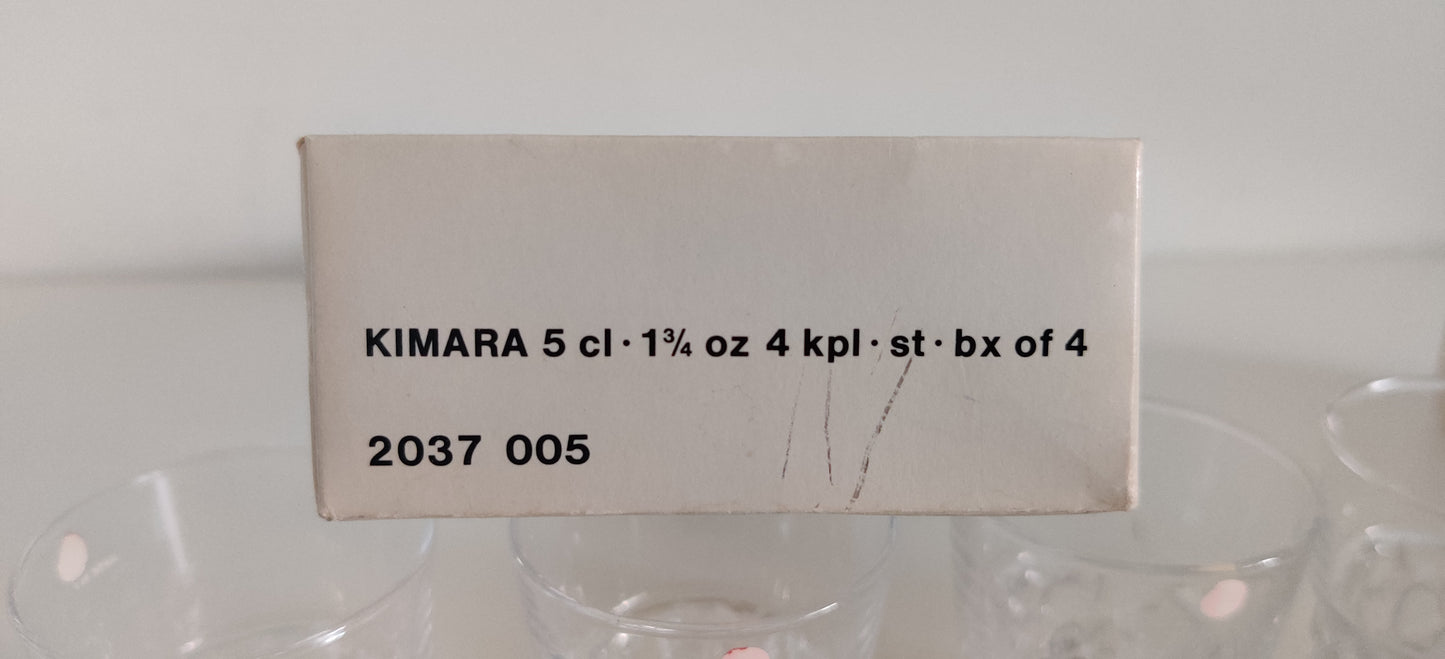 KIMARA 5 cl · 1¾ oz 4 kpl · st · bx of 4
2037 005